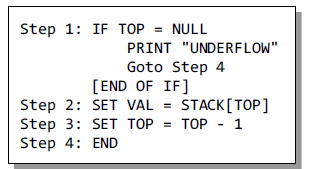 Step 1: IF TOP = NULL
PRINT "UNDERFLOW"
Goto Step 4
[END OF IF]
Step 2: SET VAL = STACK[TOP]
Step 3: SET TOP = TOP - 1
Step 4: END